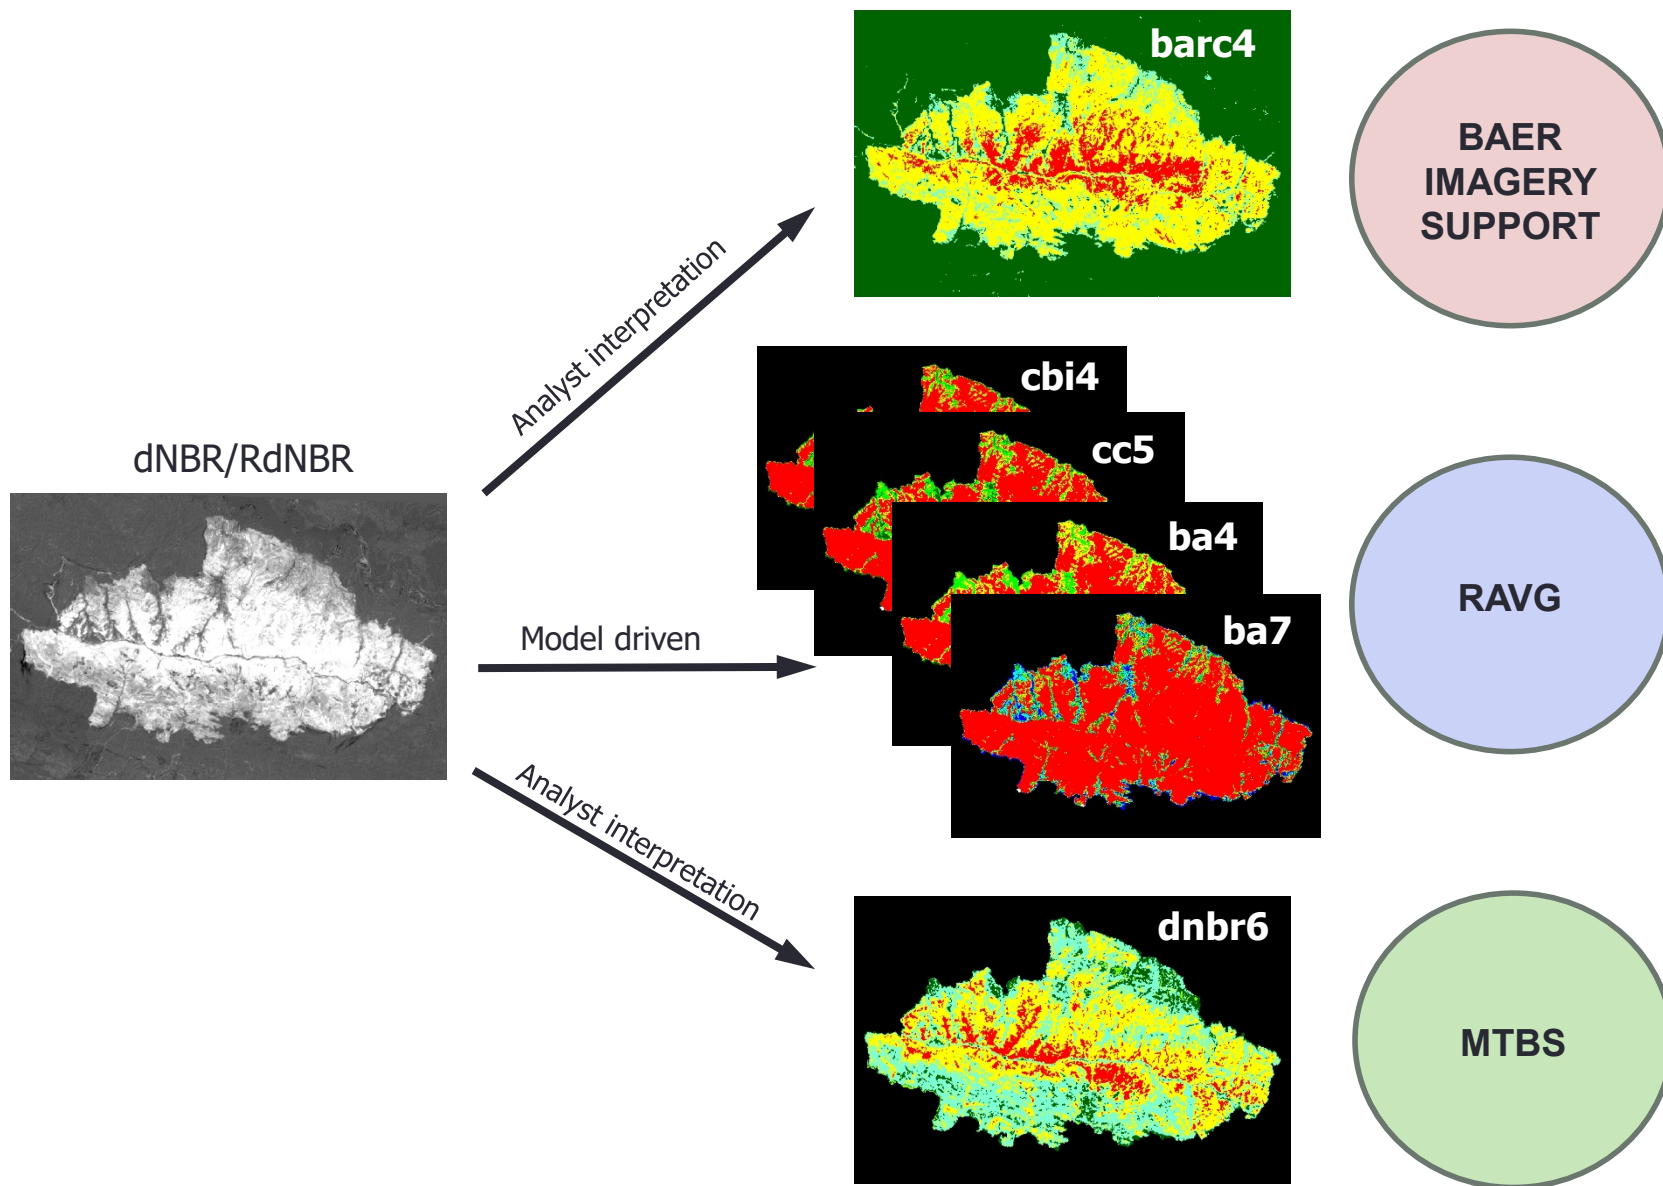 barc4
BAER
IMAGERY
SUPPORT
Analyst interpretation
cbi4
cc5
dNBR/RdNBR
ba4
RAVG
Model driven
ba7
Analyst interpretation
dnbr6
MTBS